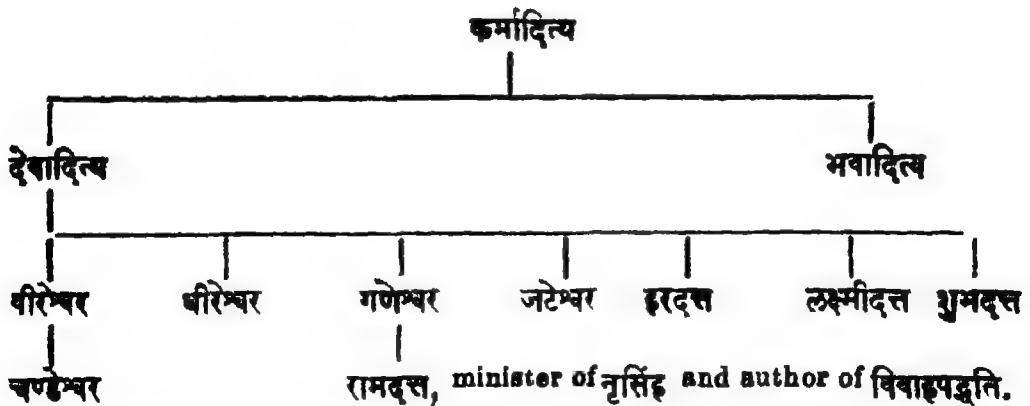 कर्मादित्य
देवादित्य भवादित्य
वीरेश्वर धीरेश्वर गणेश्वर जटेश्वर हरदत्त लक्ष्मीदत्त शुभदत्त
चण्डेश्वर रामदत्त, minister of नृसिंह and author of विवाहपद्धति.